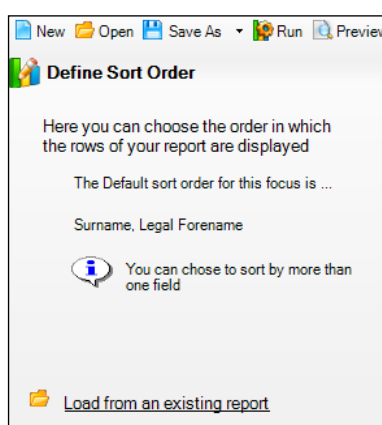 New Open Save As Run Preview
Define Sort Order
Here you can choose the order in which
the rows of your report are displayed
The Default sort order for this focus is ...
Surname, Legal Forename
You can chose to sort by more than
one field
Load from an existing report